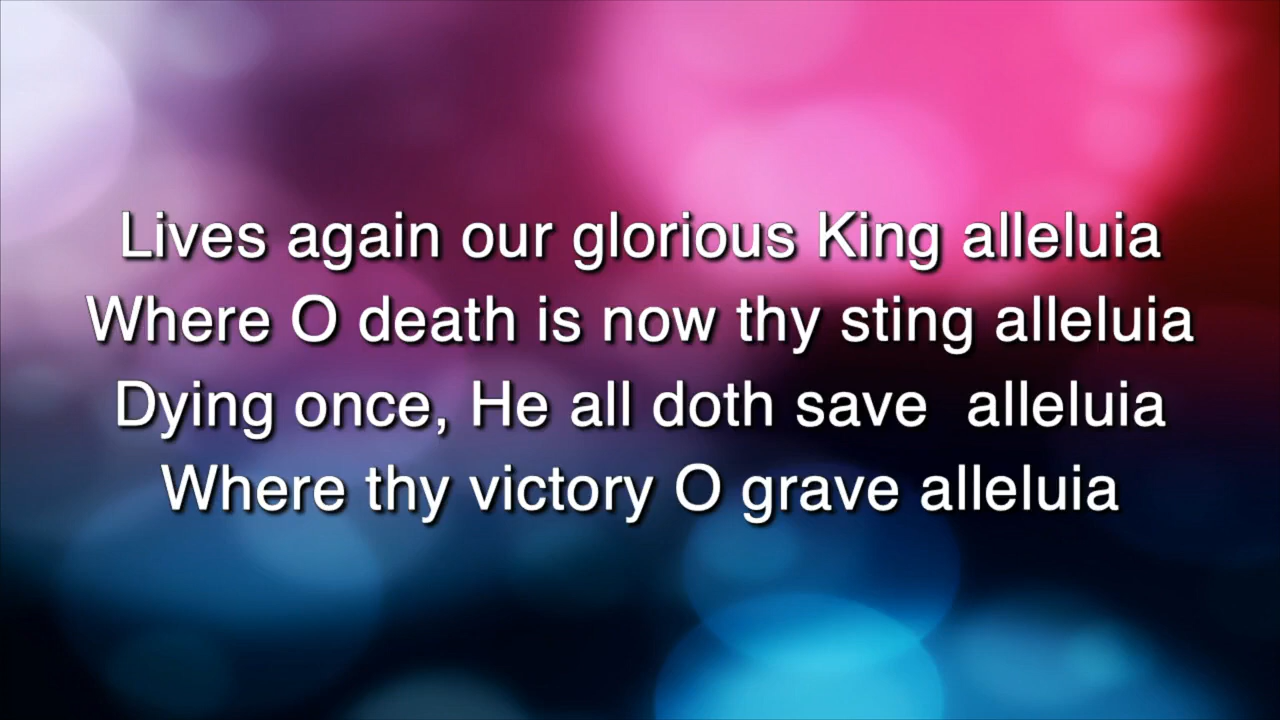 Lives again our glorious King alleluia
Where O death is now thy sting alleluia
Dying once, He all doth save  alleluia
Where thy victory O grave alleluia